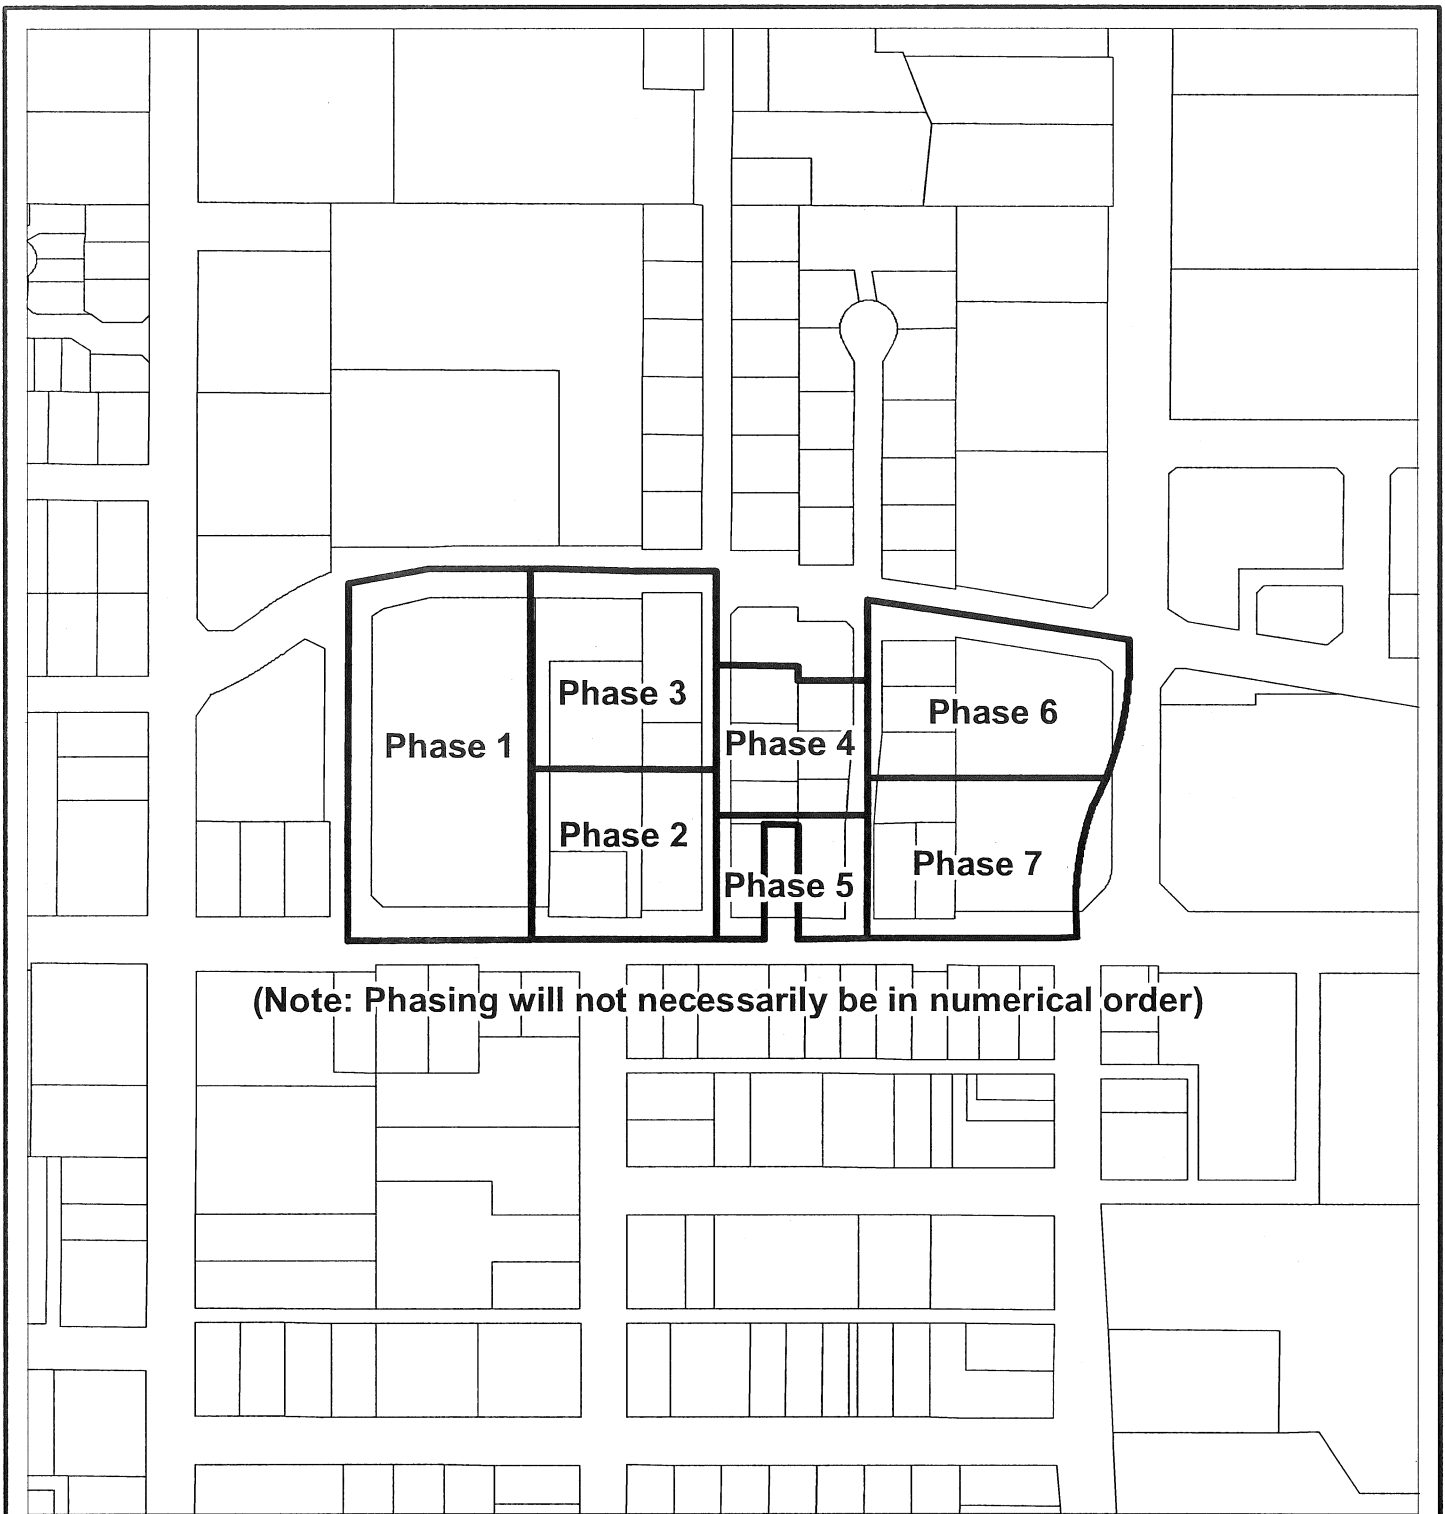 Phase 3
Phase 6
Phase 1
Phase 4
Phase 2
Phase 7
Phase 5
(Note: Phasing will not necessarily be in numerical order)